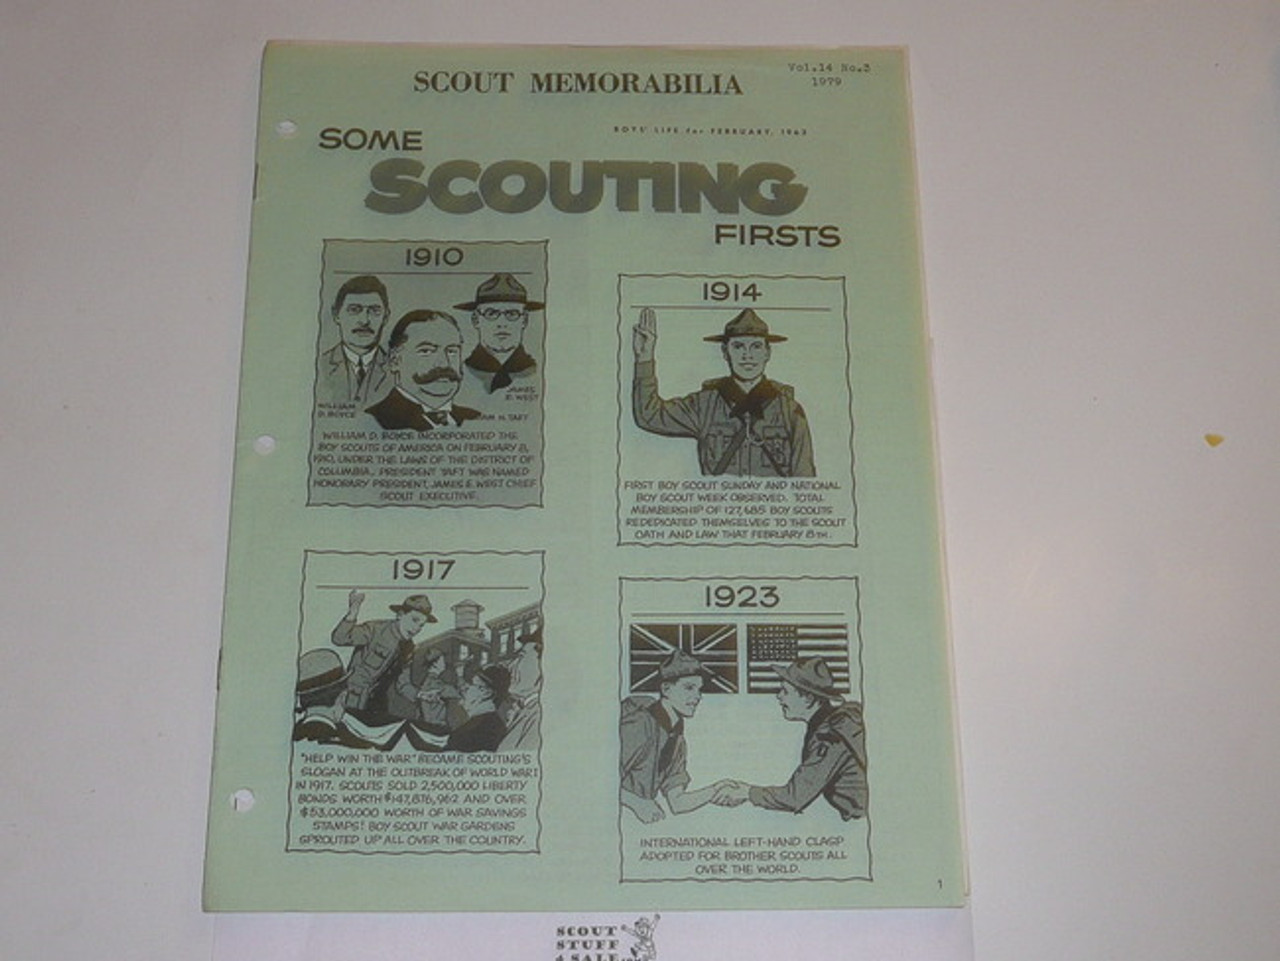 SCOUT MEMORABILIA
Vol.14 No.3
1979
BOYS' LIFE for FEBRUARY, 1963
SOME
SCOUTING
FIRSTS
1910
WILLIAM
D. BOYCE
JAMES
E. WEST
AM H. TAFT
WILLIAM D. BOYCE INCORPORATED THE
BOY SCOUTS OF AMERICA ON FEBRUARY 8,
1910, UNDER THE LAWS OF THE DISTRICT OF
COLUMBIA. PRESIDENT TAFT WAS NAMED
HONORARY PRESIDENT, JAMES E. WEST CHIEF
SCOUT EXECUTIVE.
1914
FIRST BOY SCOUT SUNDAY AND NATIONAL
BOY SCOUT WEEK OBSERVED. TOTAL
MEMBERSHIP OF 127,685 BOY SCOUTS
REDEDICATED THEMSELVES TO THE SCOUT
OATH AND LAW THAT FEBRUARY 8TH.
1917
"HELP WIN THE WAR" BECAME SCOUTING'S
SLOGAN AT THE OUTBREAK OF WORLD WAR I
IN 1917. SCOUTS SOLD 2,500,000 LIBERTY
BONDS WORTH $147,876,962 AND OVER
$53,000,000 WORTH OF WAR SAVINGS
STAMPS! BOY SCOUT WAR GARDENS
SPROUTED UP ALL OVER THE COUNTRY.
1923
INTERNATIONAL LEFT-HAND CLASP
ADOPTED FOR BROTHER SCOUTS ALL
OVER THE WORLD.
1
SCOUT
STUFF
4 SALE.com